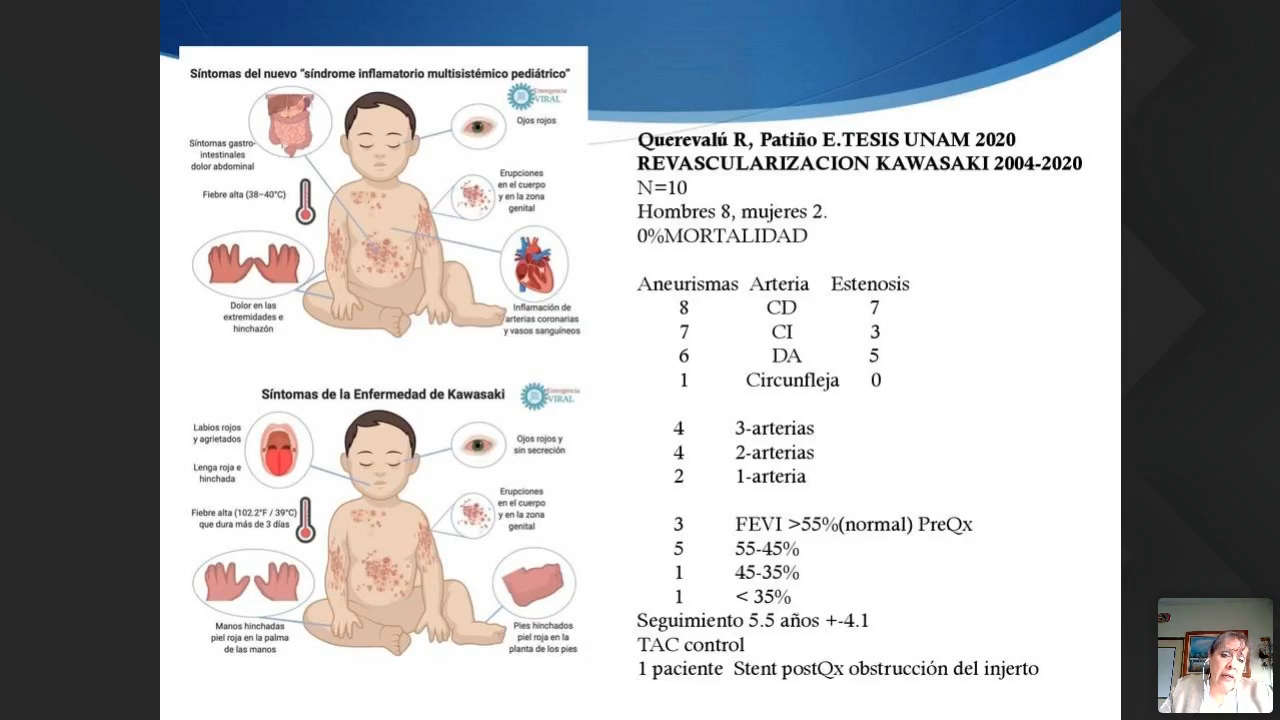 Síntomas del nuevo “síndrome inflamatorio multisistémico pediátrico”
Emergencia
VIRAL
Ojos rojos
Síntomas gastro-
intestinales
dolor abdominal
Erupciones
en el cuerpo
y en la zona
genital
Fiebre alta (38–40°C)
Dolor en las
extremidades e
hinchazón
Inflamación de
arterias coronarias
y vasos sanguíneos
Síntomas de la Enfermedad de Kawasaki
Emergencia
VIRAL
Labios rojos
y agrietados
Ojos rojos y
sin secreción
Lenga roja e
hinchada
Erupciones
en el cuerpo
y en la zona
genital
Fiebre alta (102.2°F / 39°C)
que dura más de 3 días
Manos hinchadas
piel roja en la palma
de las manos
Pies hinchados
piel roja en la
planta de los pies
Querevalú R, Patiño E.TESIS UNAM 2020
REVASCULARIZACION KAWASAKI 2004-2020
N=10
Hombres 8, mujeres 2.
0%MORTALIDAD
Aneurismas Arteria Estenosis
8 CD 7
7 CI 3
6 DA 5
1 Circunfleja 0
4 3-arterias
4 2-arterias
2 1-arteria
3 FEVI >55%(normal) PreQx
5 55-45%
1 45-35%
1 < 35%
Seguimiento 5.5 años +-4.1
TAC control
1 paciente Stent postQx obstrucción del injerto